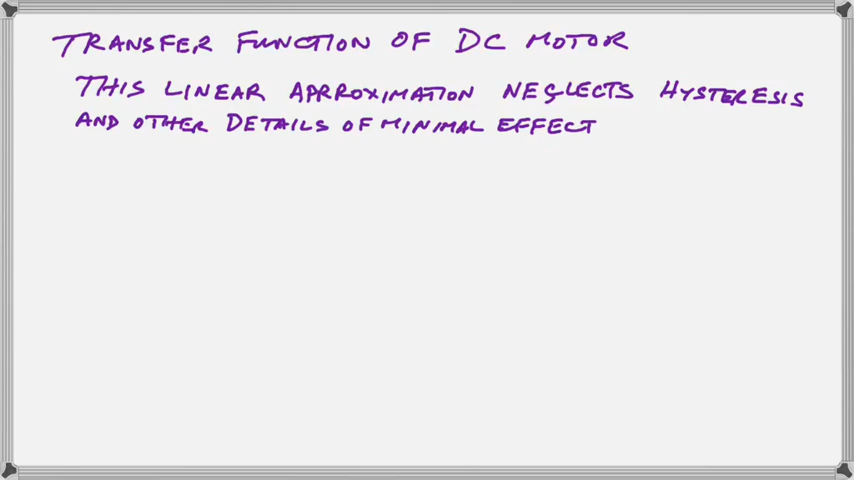 TRANSFER FUNCTION OF DC MOTOR
THIS LINEAR APPROXIMATION NEGLECTS HYSTERESIS
AND OTHER DETAILS OF MINIMAL EFFECT